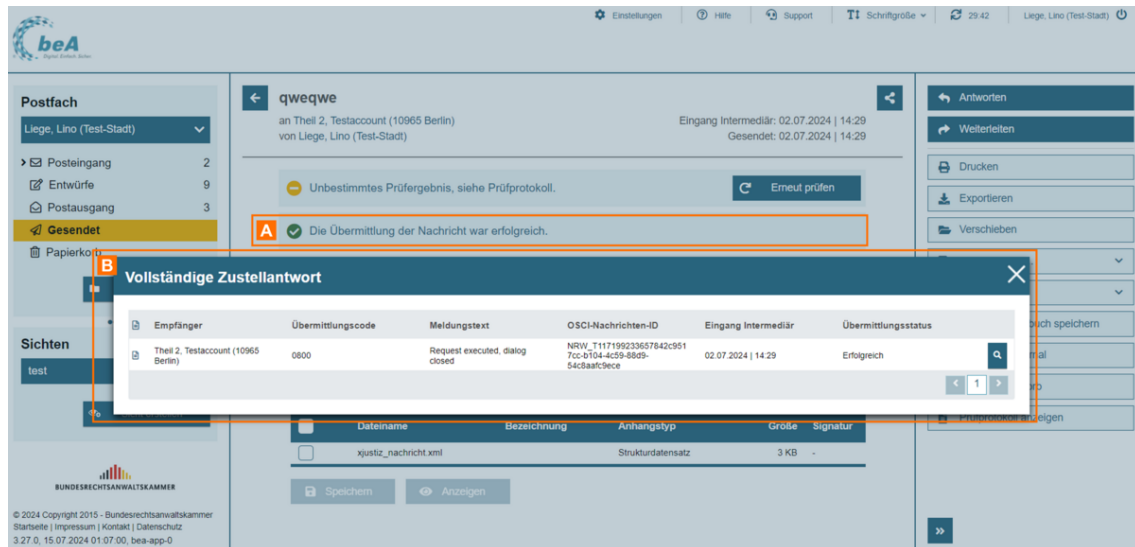 Einstellungen
Hilfe
Support
Schriftgröße
29:42
Liege, Lino (Test-Stadt)
beA
Postfach
Liege, Lino (Test-Stadt)
Posteingang 2
Entwürfe 9
Postausgang 3
Gesendet
Papierkorb
Sichten
test
BUNDESRECHTSANWALTSKAMMER
© 2024 Copyright 2015 - Bundesrechtsanwaltskammer
Startseite | Impressum | Kontakt | Datenschutz
3.27.0, 15.07.2024 01:07:00, bea-app-0
qweqwe
an Theil 2, Testaccount (10965 Berlin)
von Liege, Lino (Test-Stadt)
Eingang Intermediär: 02.07.2024 | 14:29
Gesendet: 02.07.2024 | 14:29
Unbestimmtes Prüfergebnis, siehe Prüfprotokoll.
Erneut prüfen
A
Die Übermittlung der Nachricht war erfolgreich.
B
Vollständige Zustellantwort
Empfänger Übermittlungscode Meldungstext OSCI-Nachrichten-ID Eingang Intermediär Übermittlungsstatus
Theil 2, Testaccount (10965
Berlin)
0800
Request executed, dialog
closed
NRW_T117199233657842c951
7cc-b104-4c59-88d9-
54c8aafc9ece
02.07.2024 | 14:29
Erfolgreich
1
Dateiname Bezeichnung Anhangstyp Größe Signatur
xjustiz_nachricht.xml Strukturdatensatz 3 KB -
Speichern
Anzeigen
Antworten
Weiterleiten
Drucken
Exportieren
Verschieben
buch speichern
Prüfprotokoll anzeigen